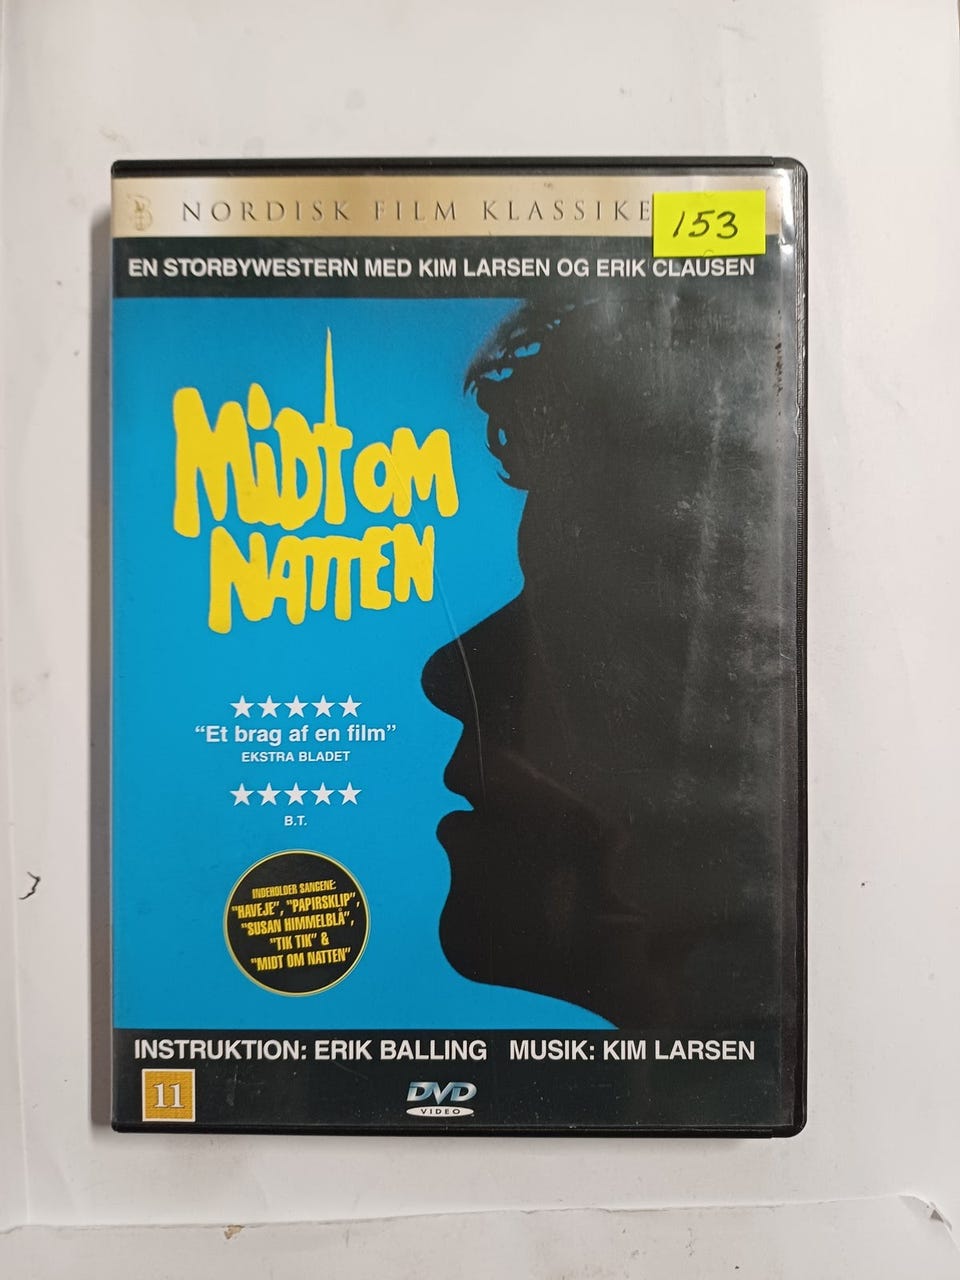 NORDISK FILM KLASSIKE
153
EN STORBYWESTERN MED KIM LARSEN OG ERIK CLAUSEN
MiDT OM
NATTEN
"Et brag af en film"
EKSTRA BLADET
B.T.
INDEHOLDER SANGENE:
"HAVEJE", "PAPIRSKLIP",
"SUSAN HIMMELBLÅ",
"TIK TIK" &
"MIDT OM NATTEN"
INSTRUKTION: ERIK BALLING MUSIK: KIM LARSEN
11
DVD
VIDEO